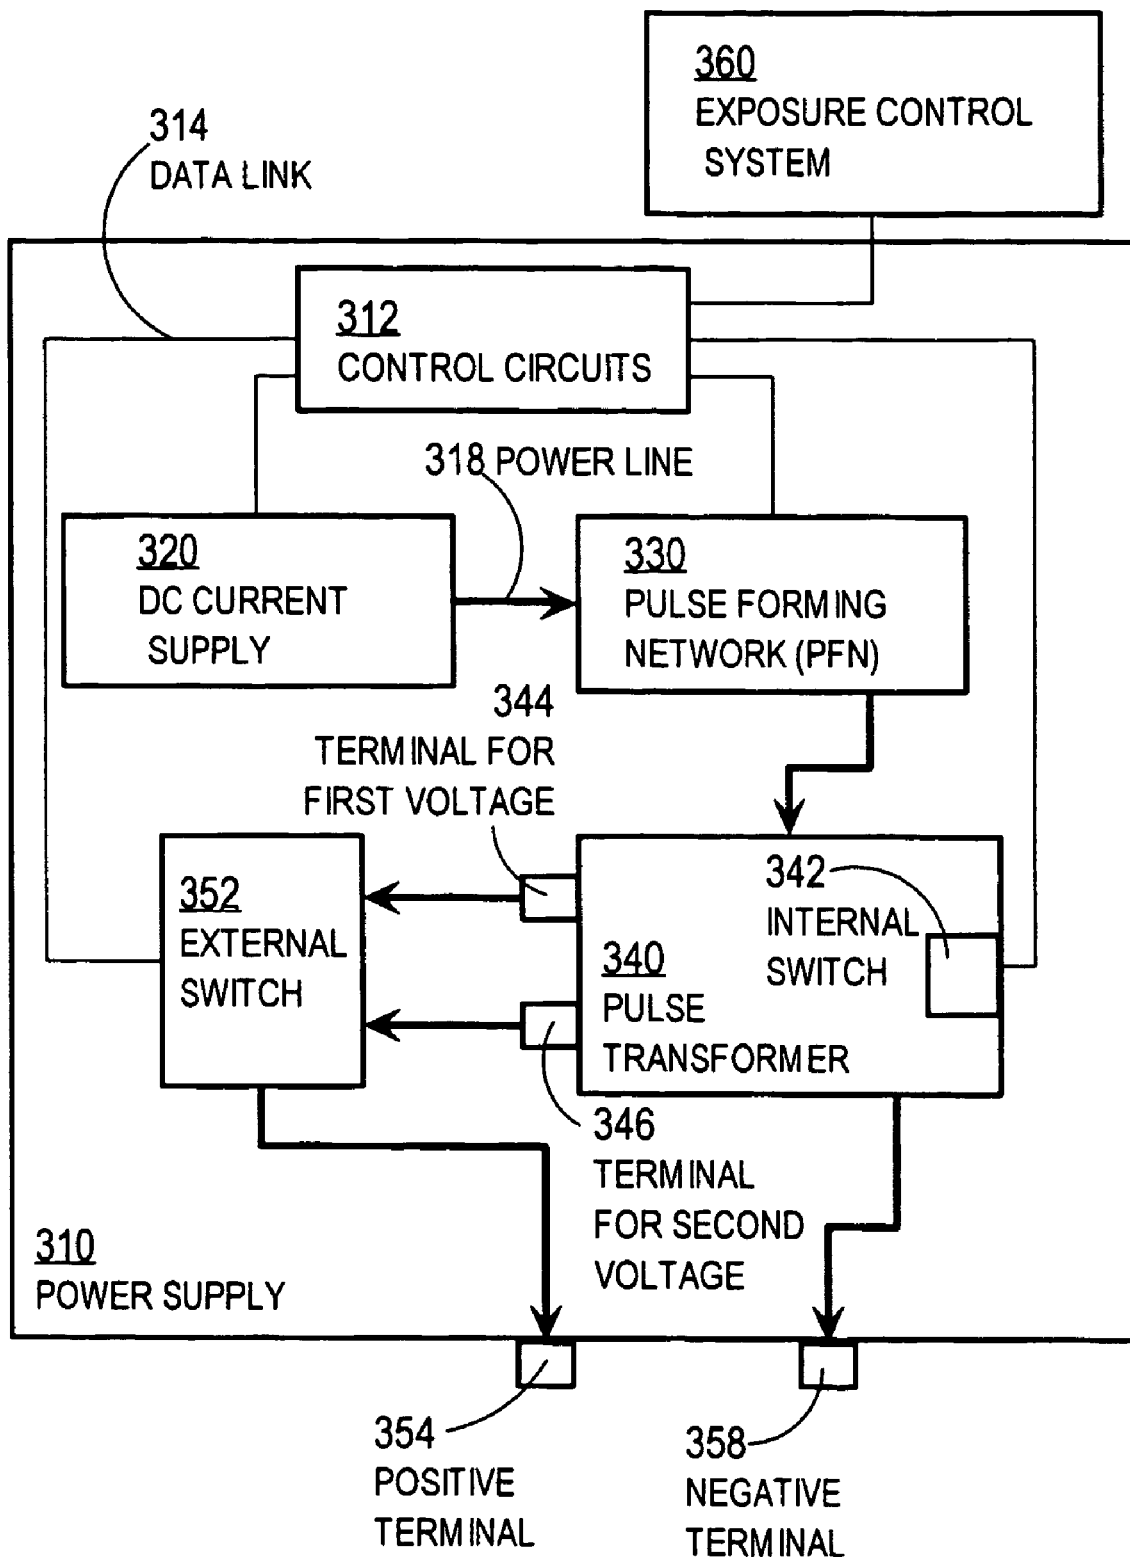 360
EXPOSURE CONTROL
SYSTEM
314
DATA LINK
312
CONTROL CIRCUITS
318 POWER LINE
320
DC CURRENT
SUPPLY
330
PULSE FORMING
NETWORK (PFN)
344
TERMINAL FOR
FIRST VOLTAGE
352
EXTERNAL
SWITCH
342
INTERNAL
SWITCH
340
PULSE
TRANSFORMER
346
TERMINAL
FOR SECOND
VOLTAGE
310
POWER SUPPLY
354
POSITIVE
TERMINAL
358
NEGATIVE
TERMINAL